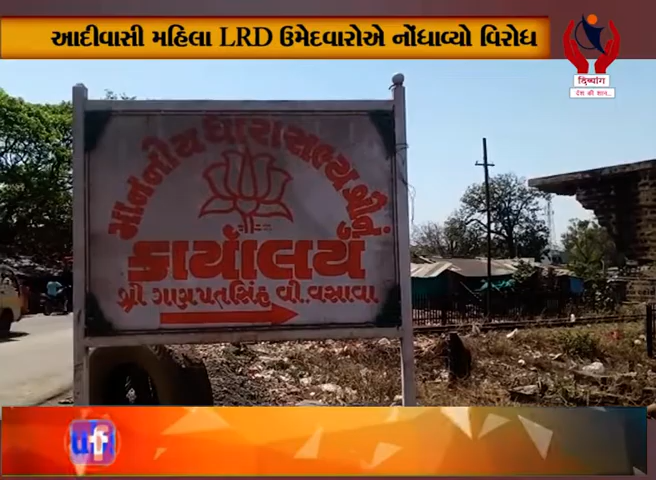 આદીવાસી મહિલા LRD ઉમેદવારોએ નોંધાવ્યો વિરોધ
दिव्यांग
देश की शान...
માનનીય ધારાસભ્ય શ્રીનું
કાર્યાલય
શ્રી ગણપતસિંહ વી. વસાવા
f